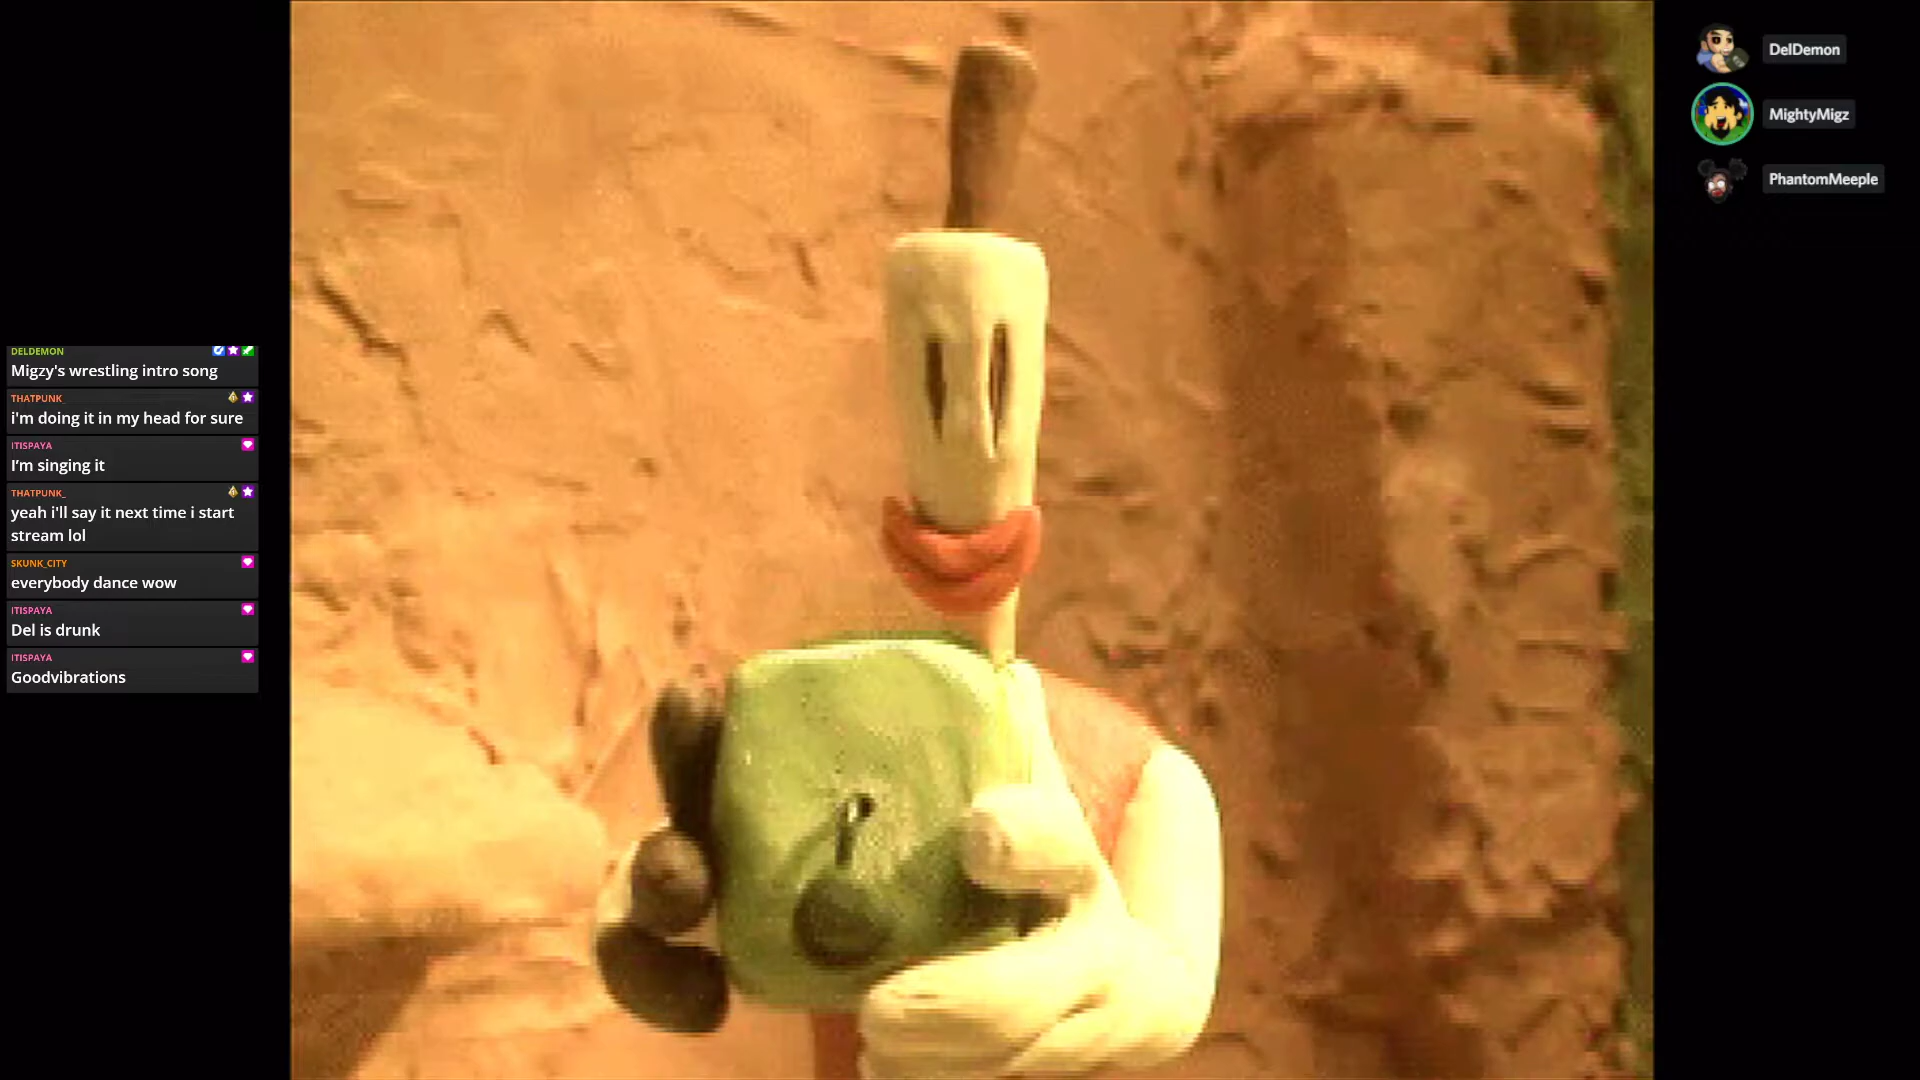 DELDEMON
Migzy's wrestling intro song
THATPUNK_
i'm doing it in my head for sure
ITISPAYA
I'm singing it
THATPUNK_
yeah i'll say it next time i start
stream lol
SKUNK_CITY
everybody dance wow
ITISPAYA
Del is drunk
ITISPAYA
Goodvibrations
DelDemon
MightyMigz
PhantomMeeple